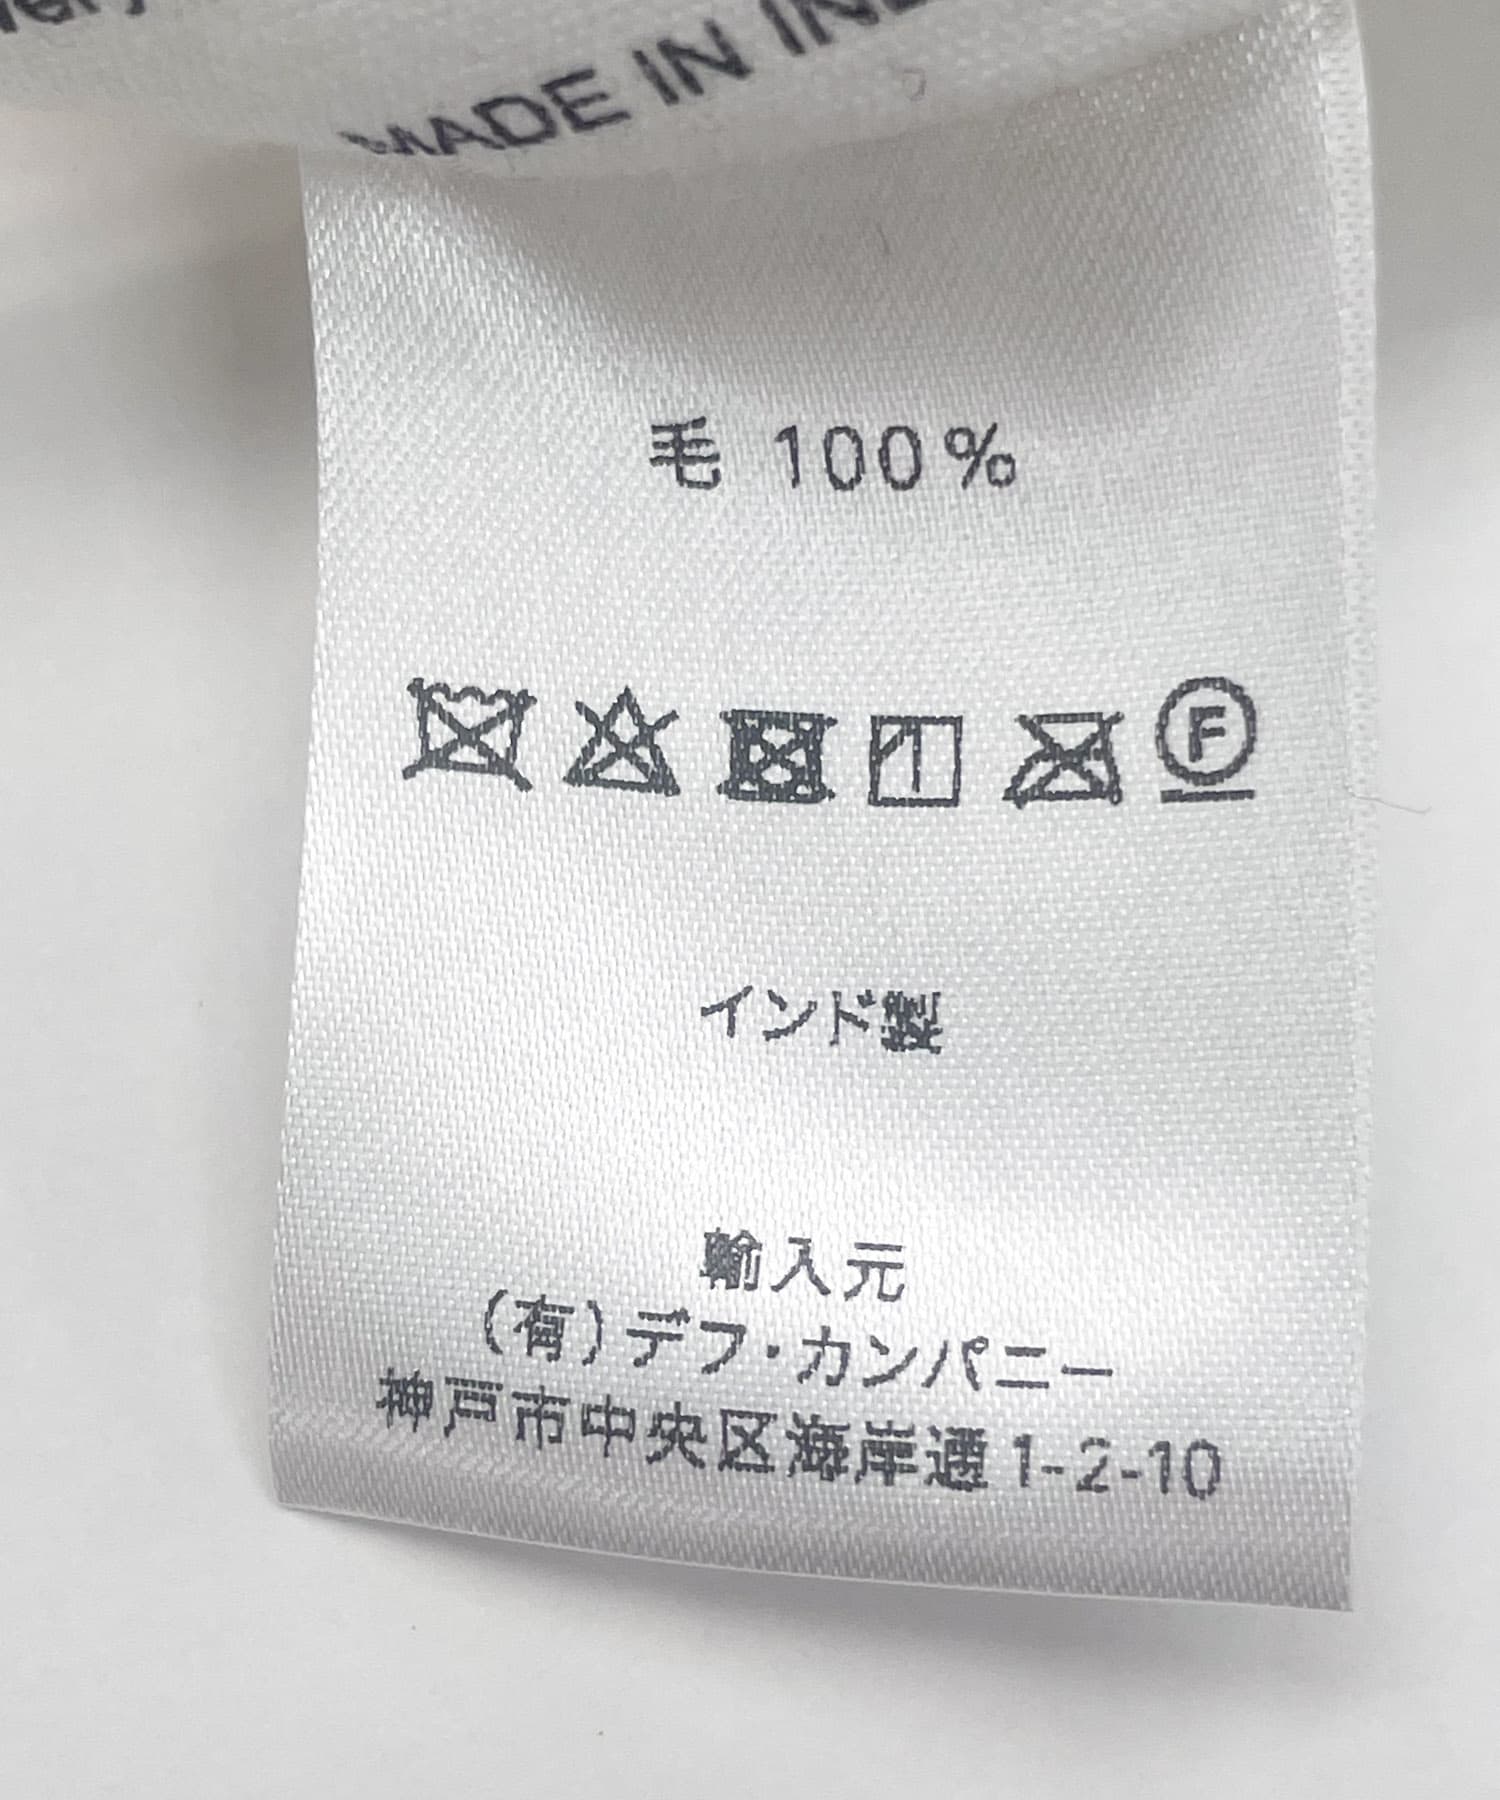 MADE IN
毛 100%
F
インド製
輸入元
(有)デフ・カンパニー
神戸市中央区海岸通1-2-10